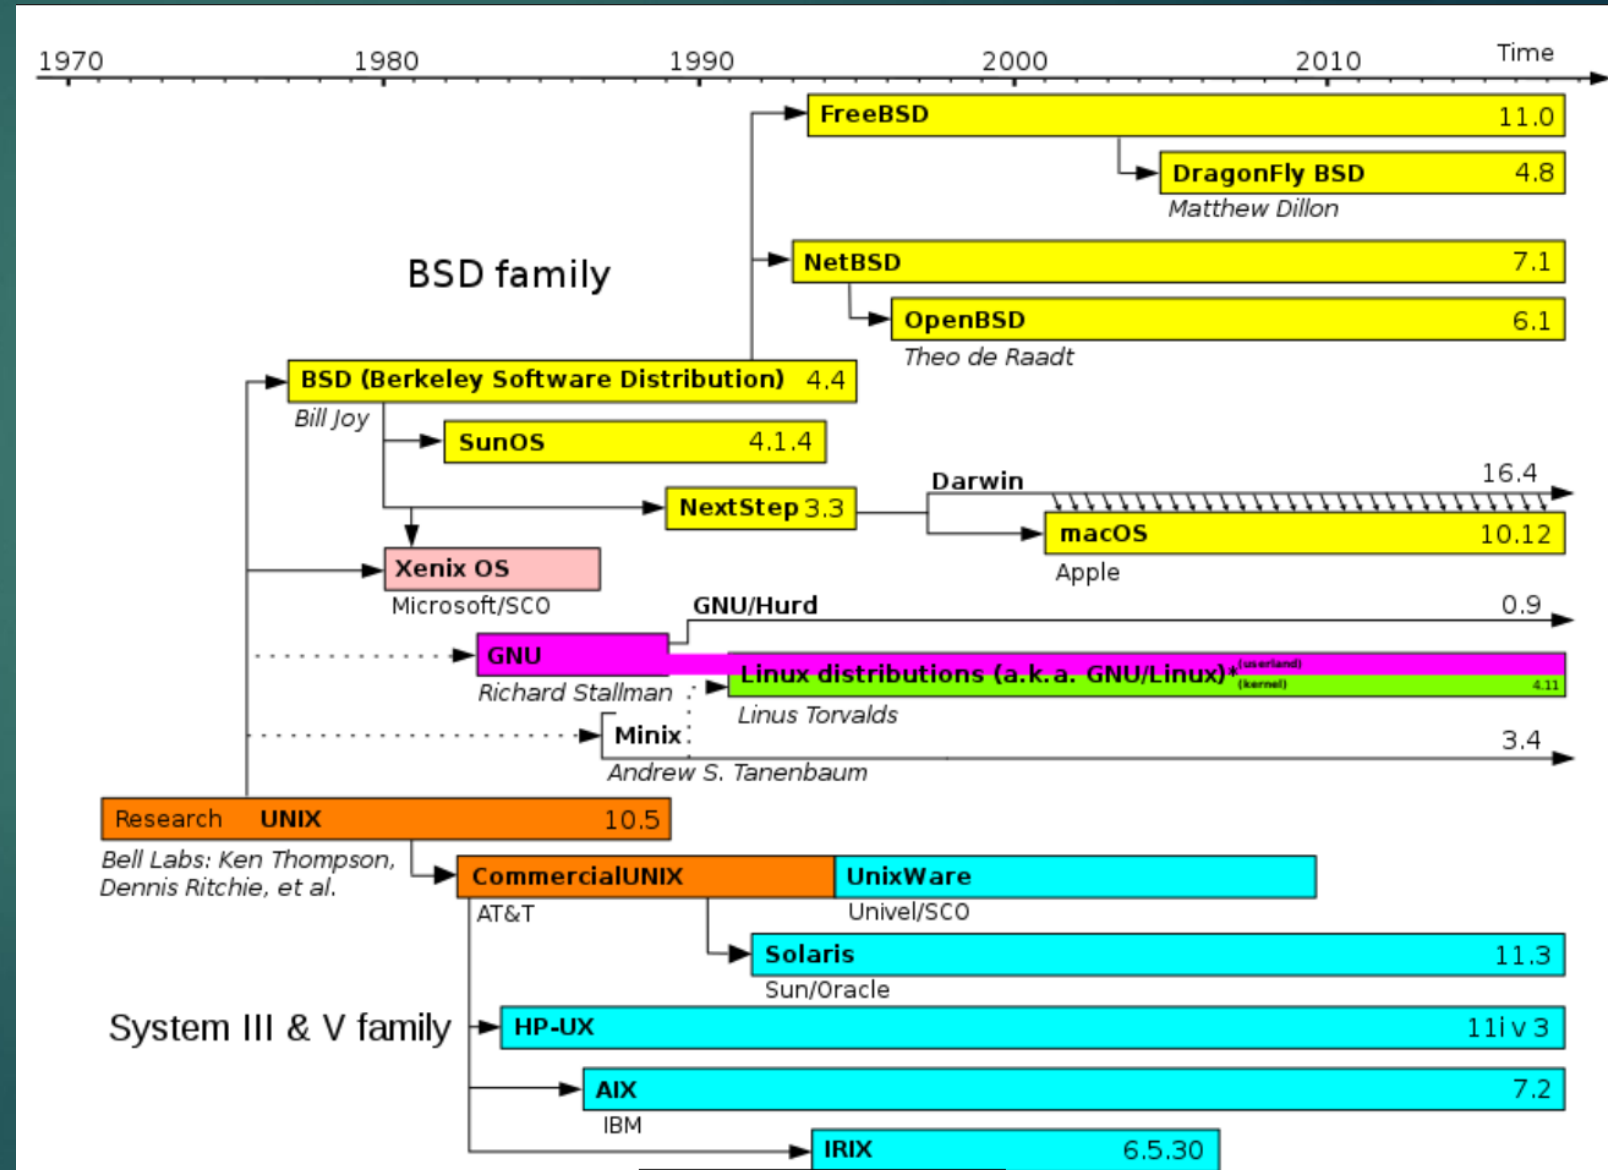 1970 1980 1990 2000 2010 Time
FreeBSD 11.0
DragonFly BSD 4.8
Matthew Dillon
BSD family
NetBSD 7.1
OpenBSD 6.1
Theo de Raadt
BSD (Berkeley Software Distribution) 4.4
Bill Joy
SunOS 4.1.4
Darwin 16.4
NextStep 3.3
macOS 10.12
Apple
Xenix OS
Microsoft/SCO
GNU/Hurd 0.9
GNU
Richard Stallman
Linux distributions (a.k.a. GNU/Linux)* (userland)
(kernel) 4.11
Linus Torvalds
Minix 3.4
Andrew S. Tanenbaum
Research UNIX 10.5
Bell Labs: Ken Thompson,
Dennis Ritchie, et al.
CommercialUNIX UnixWare
AT&T Univel/SCO
Solaris 11.3
Sun/Oracle
System III & V family
HP-UX 11i v 3
AIX 7.2
IBM
IRIX 6.5.30